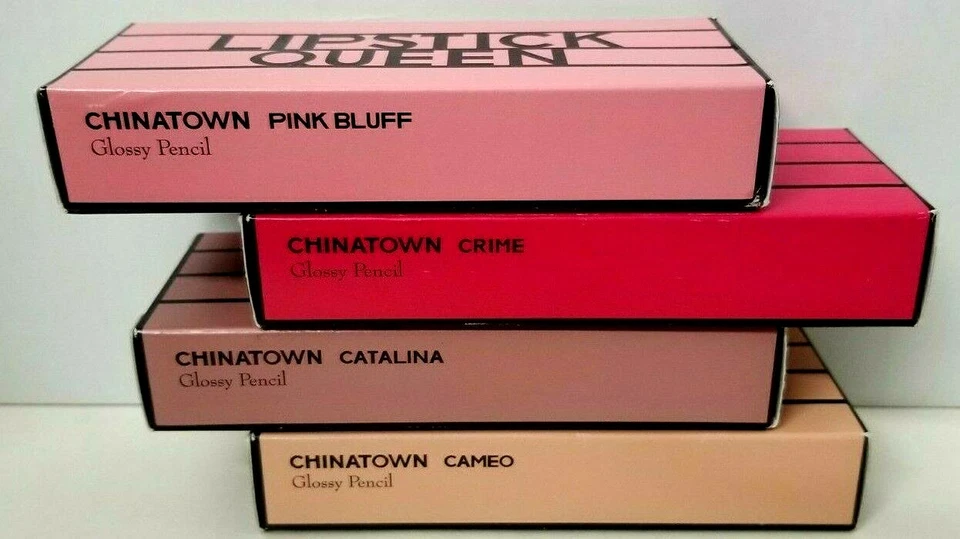 LIPSTICK
QUEEN
CHINATOWN PINK BLUFF
Glossy Pencil
CHINATOWN CRIME
Glossy Pencil
CHINATOWN CATALINA
Glossy Pencil
CHINATOWN CAMEO
Glossy Pencil